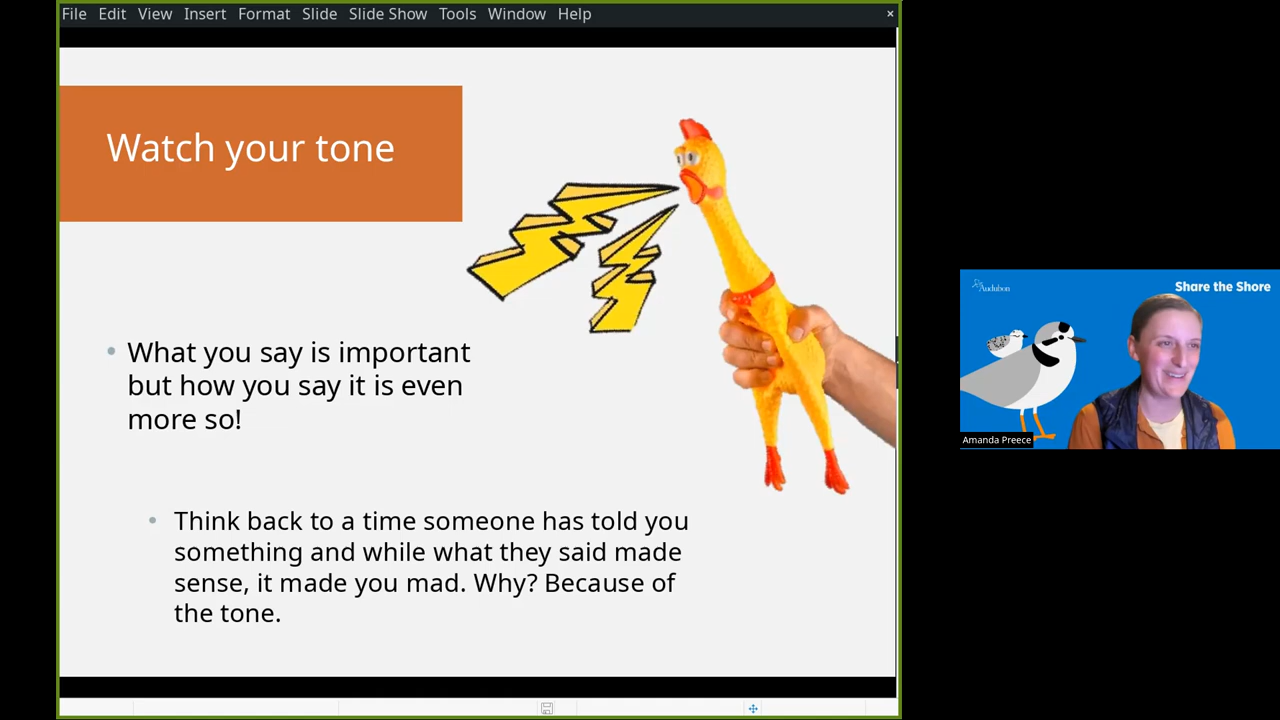 File Edit View Insert Format Slide Slide Show Tools Window Help ×
Watch your tone
• What you say is important
but how you say it is even
more so!
• Think back to a time someone has told you
something and while what they said made
sense, it made you mad. Why? Because of
the tone.
Audubon
Share the Shore
Amanda Preece